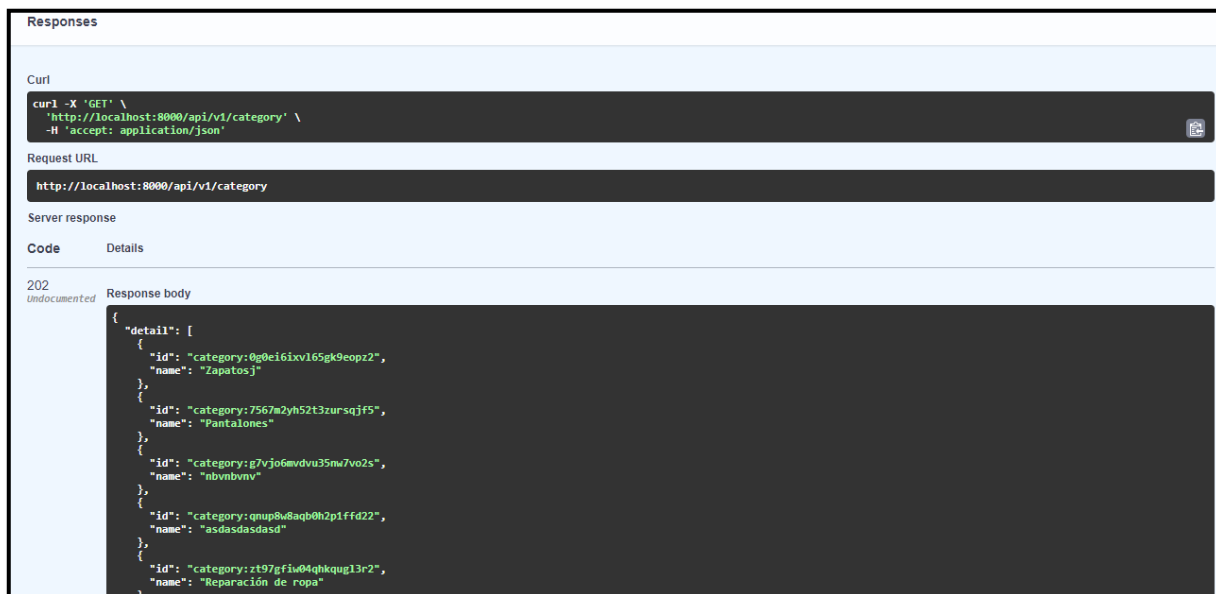 Responses
Curl
curl -X 'GET' \
'http://localhost:8000/api/v1/category' \
-H 'accept: application/json'
Request URL
http://localhost:8000/api/v1/category
Server response
Code Details
202
Undocumented
Response body
{
"detail": [
{
"id": "category:0g0ei6ixvl65gk9eopz2",
"name": "Zapatosj"
},
{
"id": "category:7567m2yh52t3zursqjf5",
"name": "Pantalones"
},
{
"id": "category:g7vjo6mvdvu35nw7vo2s",
"name": "nbvnbvnv"
},
{
"id": "category:qnup8w8aqb0h2p1ffd22",
"name": "asdasdasdasd"
},
{
"id": "category:zt97gfiw04qhkqugl3r2",
"name": "Reparación de ropa"
}